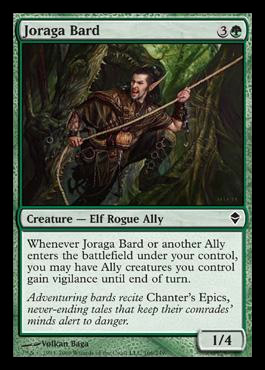 Joraga Bard 3
Creature — Elf Rogue Ally
Whenever Joraga Bard or another Ally
enters the battlefield under your control,
you may have Ally creatures you control
gain vigilance until end of turn.
Adventuring bards recite Chanter's Epics,
never-ending tales that keep their comrades'
minds alert to danger.
Volkan Baga
1/4